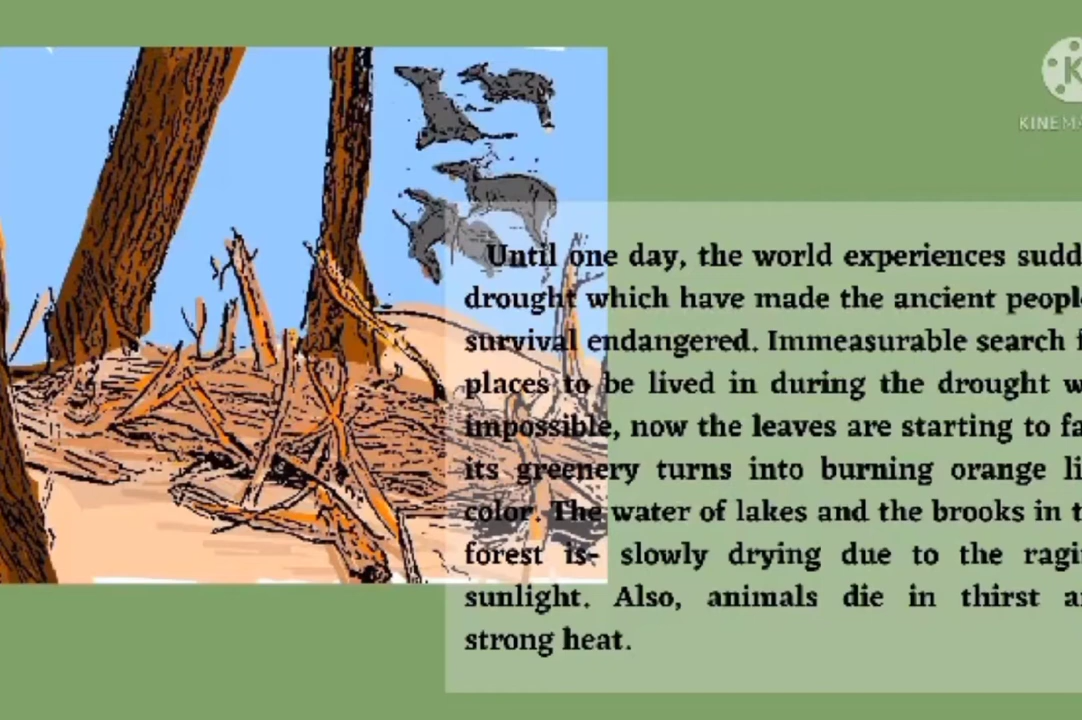 KINEMA
Until one day, the world experiences sudd
drought which have made the ancient peopl
survival endangered. Immeasurable search
places to be lived in during the drought w
impossible, now the leaves are starting to fa
its greenery turns into burning orange li
color. The water of lakes and the brooks in t
forest is- slowly drying due to the ragi
sunlight. Also, animals die in thirst a
strong heat.